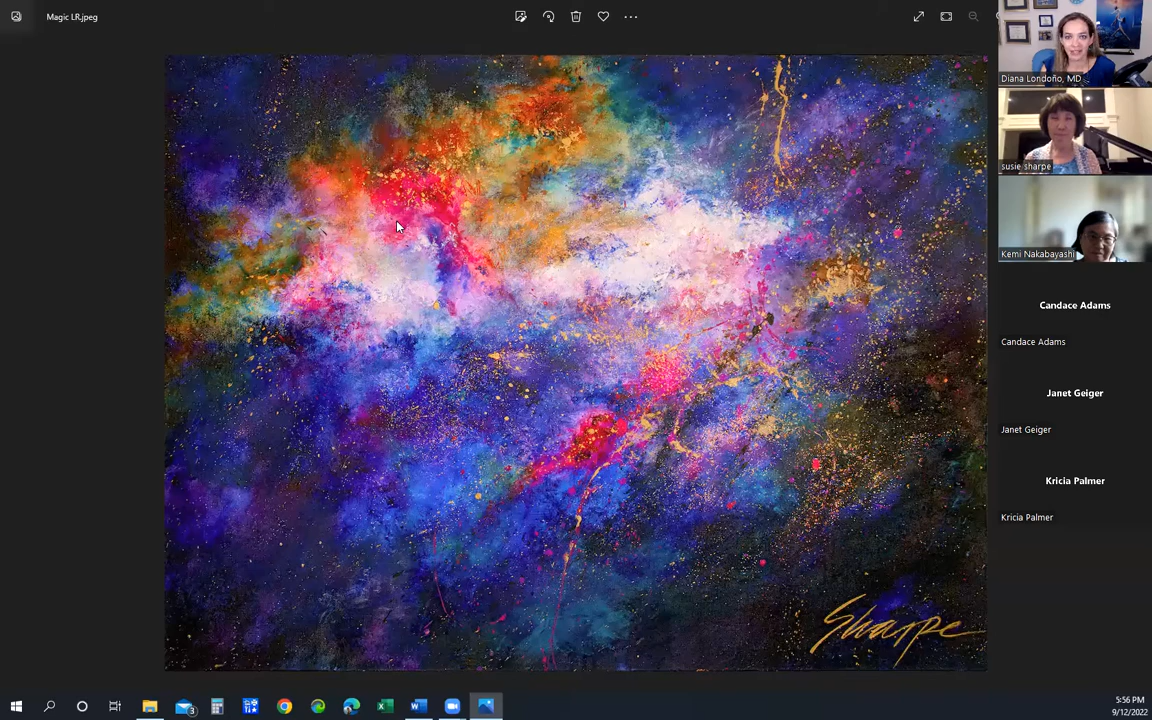 Magic LR.jpeg
Diana Londoño, MD
susie sharpe
Kemi Nakabayashi
Candace Adams
Candace Adams
Janet Geiger
Janet Geiger
Kricia Palmer
Kricia Palmer
Sharpe
3
5:56 PM
9/12/2022